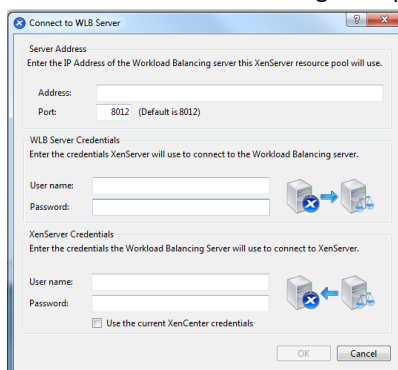 Connect to WLB Server
Server Address
Enter the IP Address of the Workload Balancing server this XenServer resource pool will use.
Address:
Port: 8012 (Default is 8012)
WLB Server Credentials
Enter the credentials XenServer will use to connect to the Workload Balancing server.
User name:
Password:
XenServer Credentials
Enter the credentials the Workload Balancing Server will use to connect to XenServer.
User name:
Password:
Use the current XenCenter credentials
OK Cancel